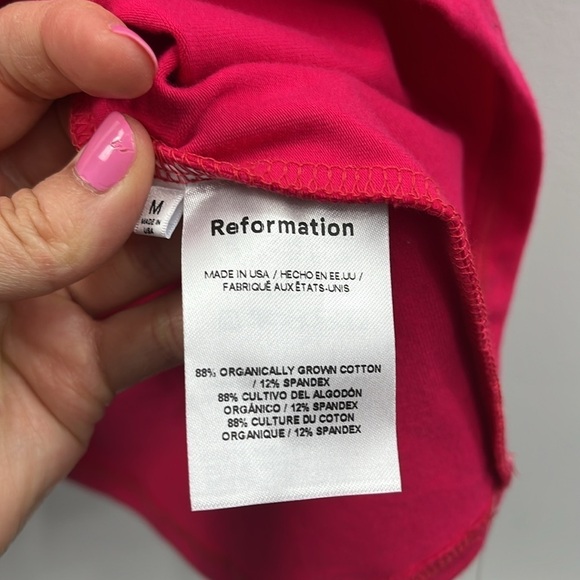 M
MADE IN
USA
Reformation
MADE IN USA / HECHO EN EE.UU /
FABRIQUÉ AUX ÉTATS-UNIS
88% ORGANICALLY GROWN COTTON
/ 12% SPANDEX
88% CULTIVO DEL ALGODÓN
ORGÁNICO / 12% SPANDEX
88% CULTURE DU COTON
ORGANIQUE / 12% SPANDEX